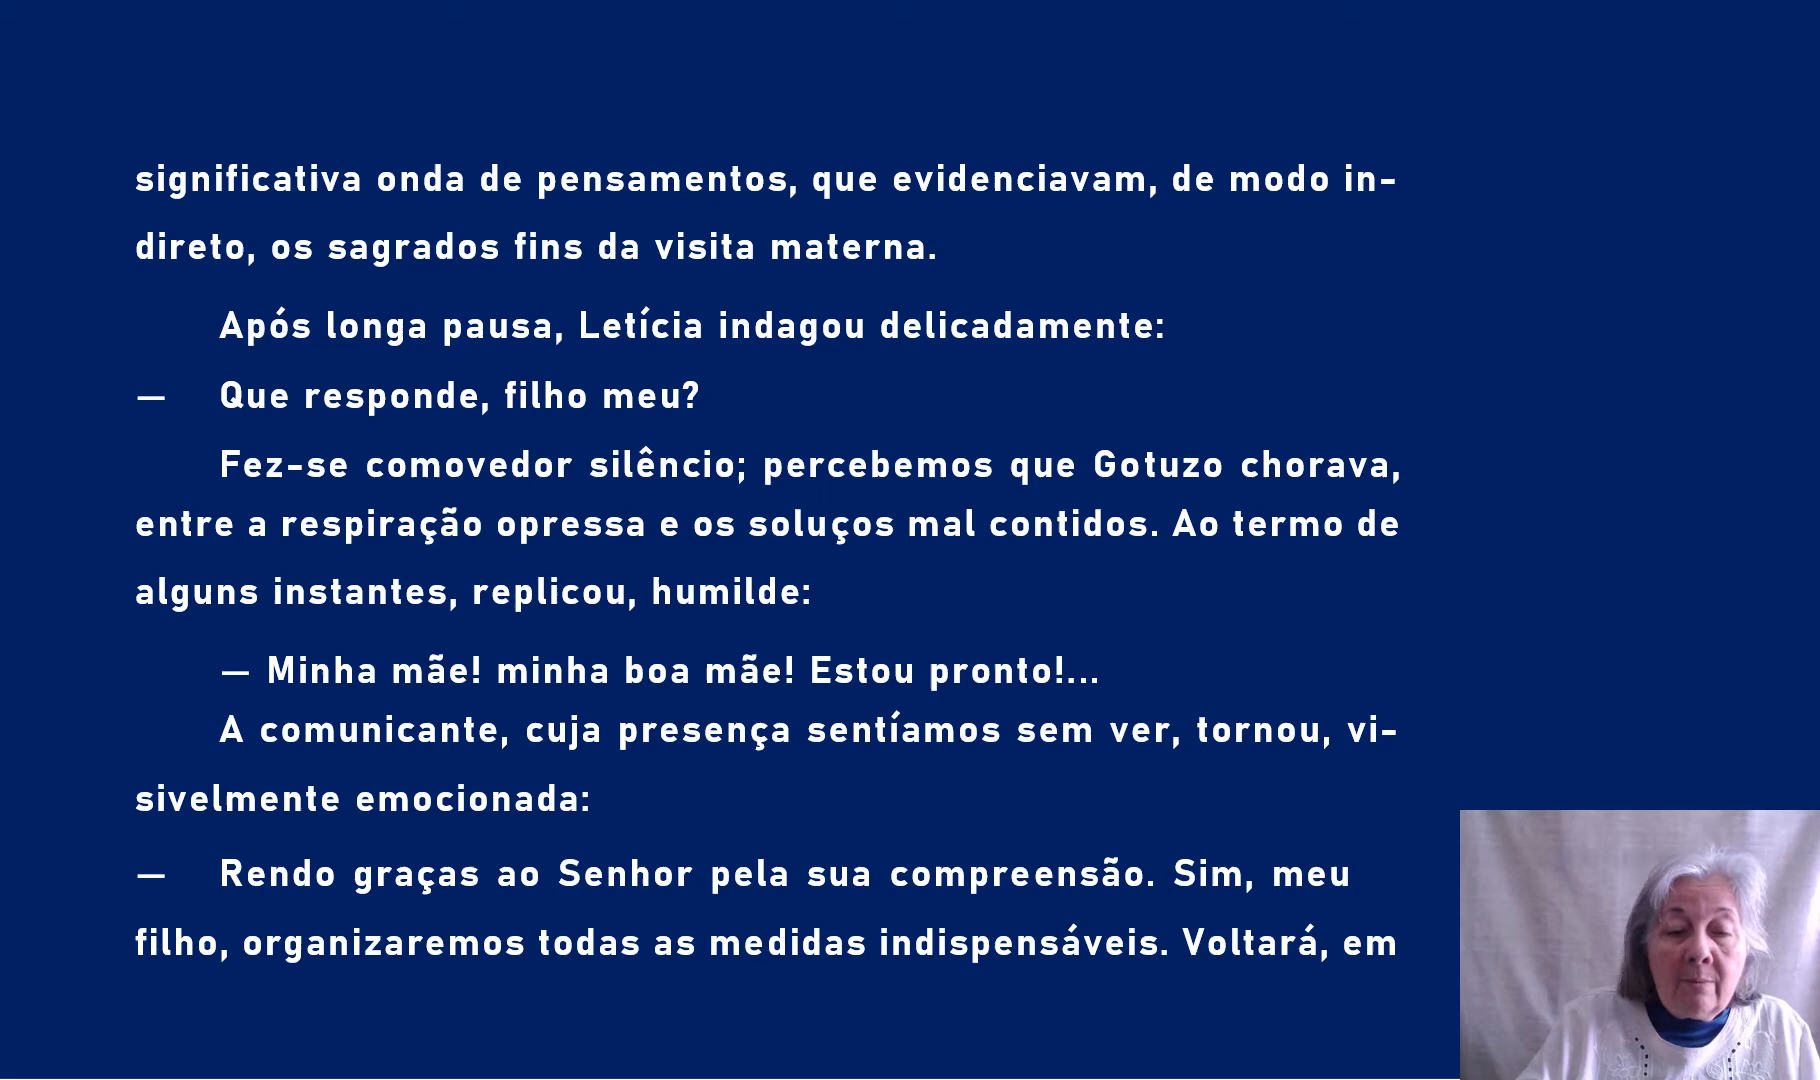 significativa onda de pensamentos, que evidenciavam, de modo in-
direto, os sagrados fins da visita materna.
Após longa pausa, Letícia indagou delicadamente:
— Que responde, filho meu?
Fez-se comovedor silêncio; percebemos que Gotuzo chorava,
entre a respiração opressa e os soluços mal contidos. Ao termo de
alguns instantes, replicou, humilde:
— Minha mãe! minha boa mãe! Estou pronto!...
A comunicante, cuja presença sentíamos sem ver, tornou, vi-
sivelmente emocionada:
— Rendo graças ao Senhor pela sua compreensão. Sim, meu
filho, organizaremos todas as medidas indispensáveis. Voltará, em